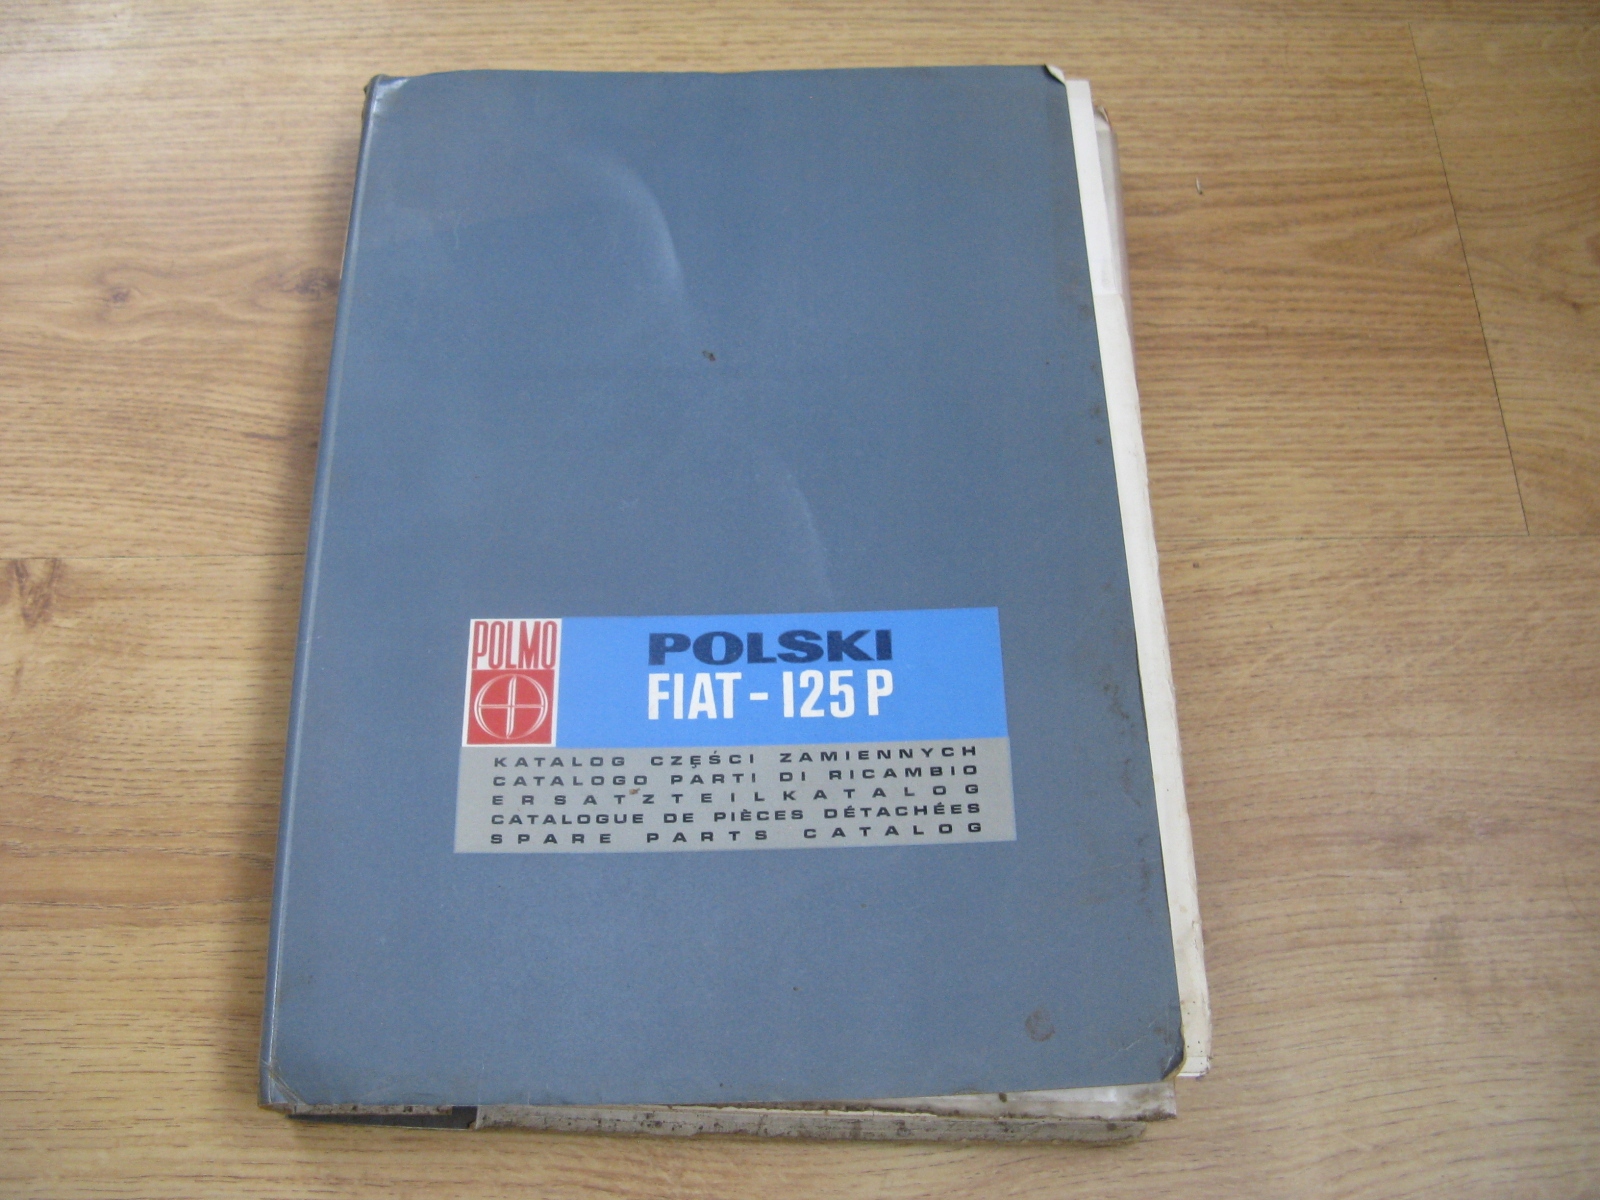 POLMO
POLSKI
FIAT - 125 P
KATALOG CZĘŚCI ZAMIENNYCH
CATALOGO PARTI DI RICAMBIO
ERSATZTEILKATALOG
CATALOGUE DE PIÈCES DÉTACHÉES
SPARE PARTS CATALOG